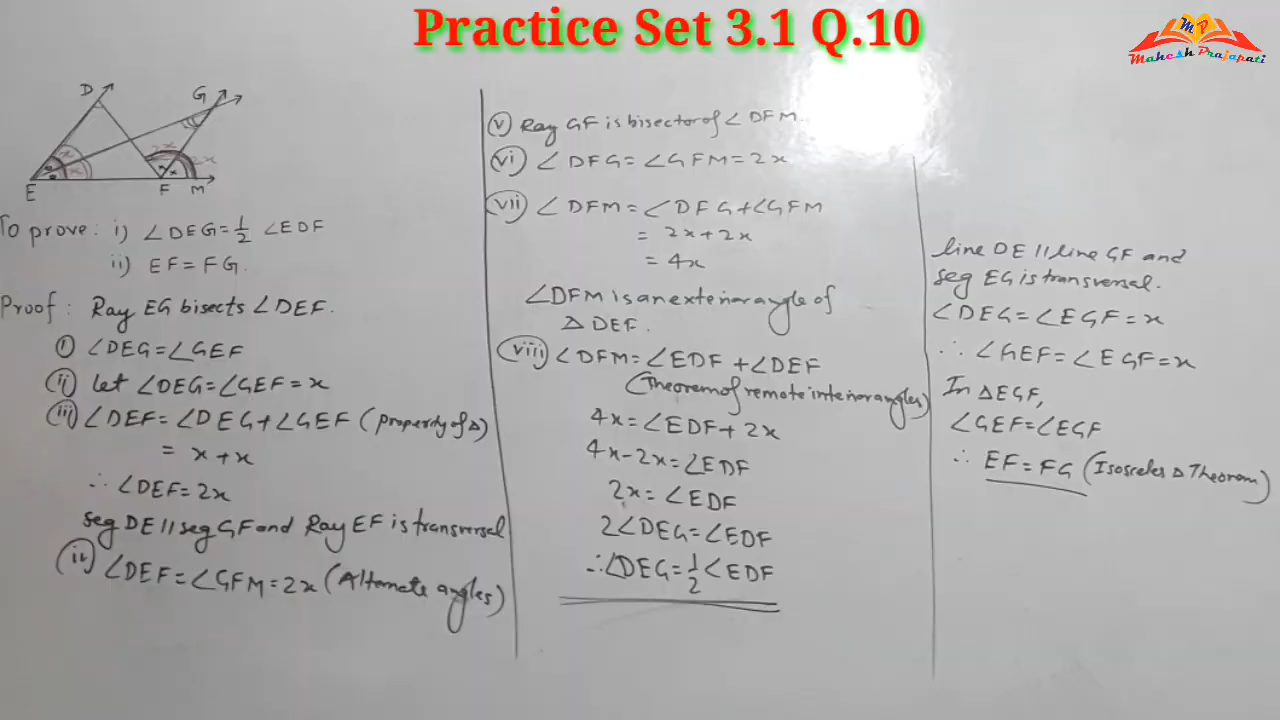 Practice Set 3.1 Q.10
MP
Mahesh Prajapati
D
G
x
x
2x
2x
x
x
E
F
M
To prove: i) ∠DEG=½ ∠EDF
ii) EF=FG.
Proof: Ray EG bisects ∠DEF.
i) ∠DEG=∠GEF
ii) let ∠DEG=∠GEF=x
iii) ∠DEF=∠DEG+∠GEF (property of Δ)
= x+x
∴ ∠DEF=2x
seg DE || seg GF and Ray EF is transversal
iv) ∠DEF=∠GFM=2x (Alternate angles)
v) Ray GF is bisector of ∠DFM.
vi) ∠DFG=∠GFM=2x
vii) ∠DFM=∠DFG+∠GFM
= 2x+2x
= 4x
∠DFM is an exterior angle of
Δ DEF.
viii) ∠DFM=∠EDF+∠DEF
(Theorem of remote interior angles)
4x=∠EDF+2x
4x-2x=∠EDF
2x=∠EDF
2∠DEG=∠EDF
∴∠DEG=½∠EDF
line DE || line GF and
seg EG is transversal.
∠DEG=∠EGF=x
∴ ∠GEF=∠EGF=x
In ΔEGF,
∠GEF=∠EGF
∴ EF=FG (Isosceles Δ Theorem)